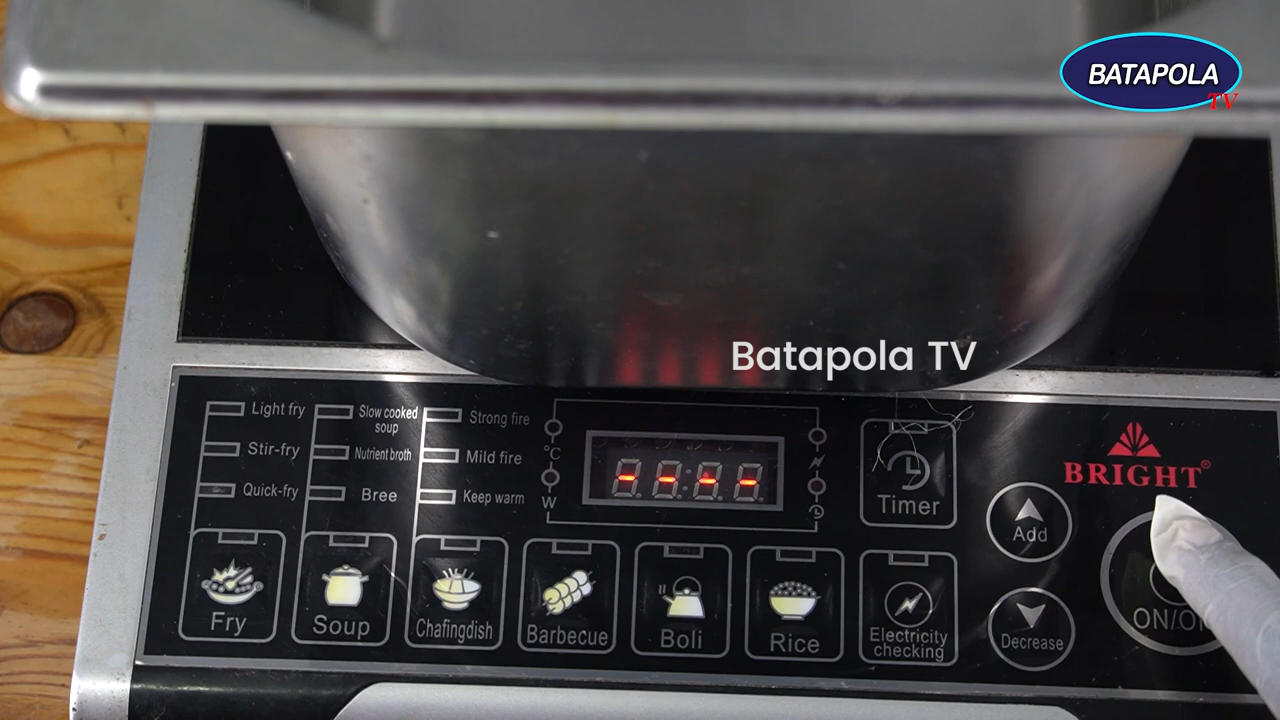 BATAPOLA
TV
Batapola TV
Light fry
Stir-fry
Quick-fry
Slow cooked
soup
Nutrient broth
Bree
Strong fire
Mild fire
Keep warm
°C
W
Timer
BRIGHT®
Add
Decrease
Fry
Soup
Chafingdish
Barbecue
Boli
Rice
Electricity
checking